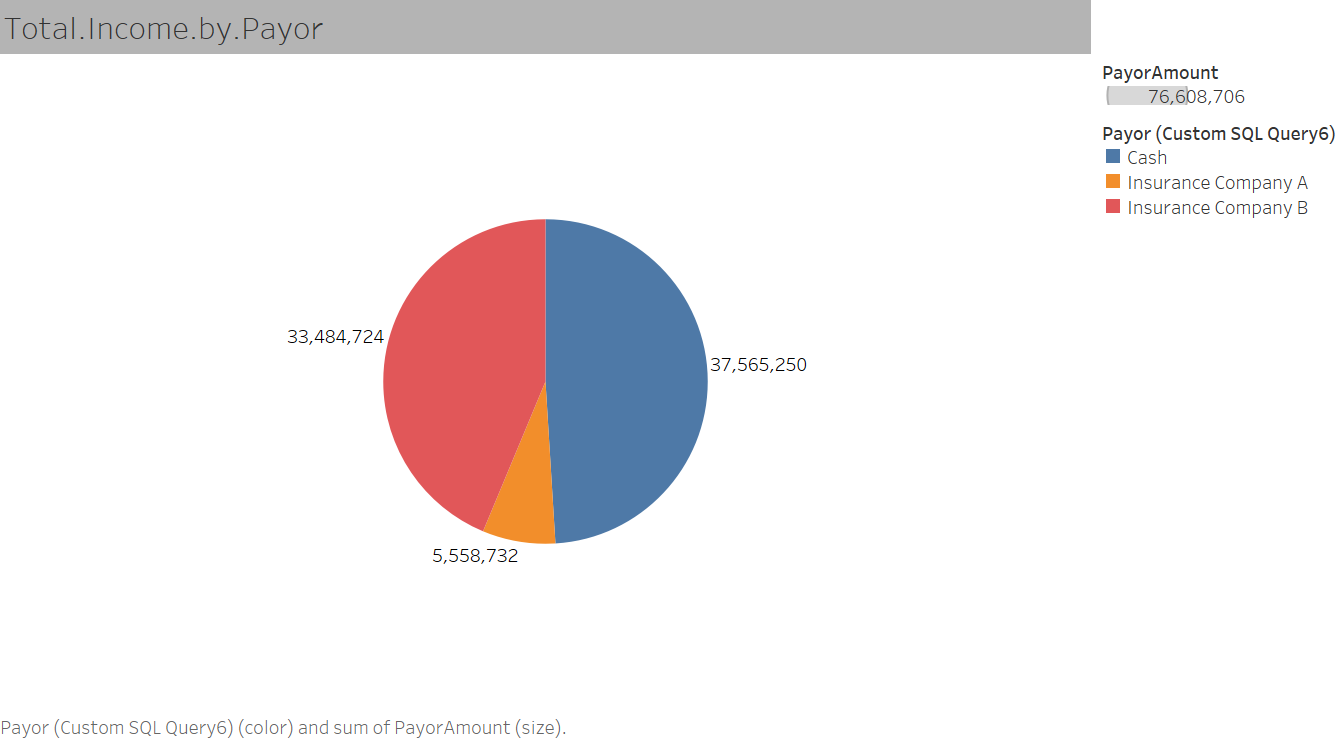 Total.Income.by.Payor
PayorAmount
76,608,706
Payor (Custom SQL Query6)
Cash
Insurance Company A
Insurance Company B
33,484,724
37,565,250
5,558,732
Payor (Custom SQL Query6) (color) and sum of PayorAmount (size).